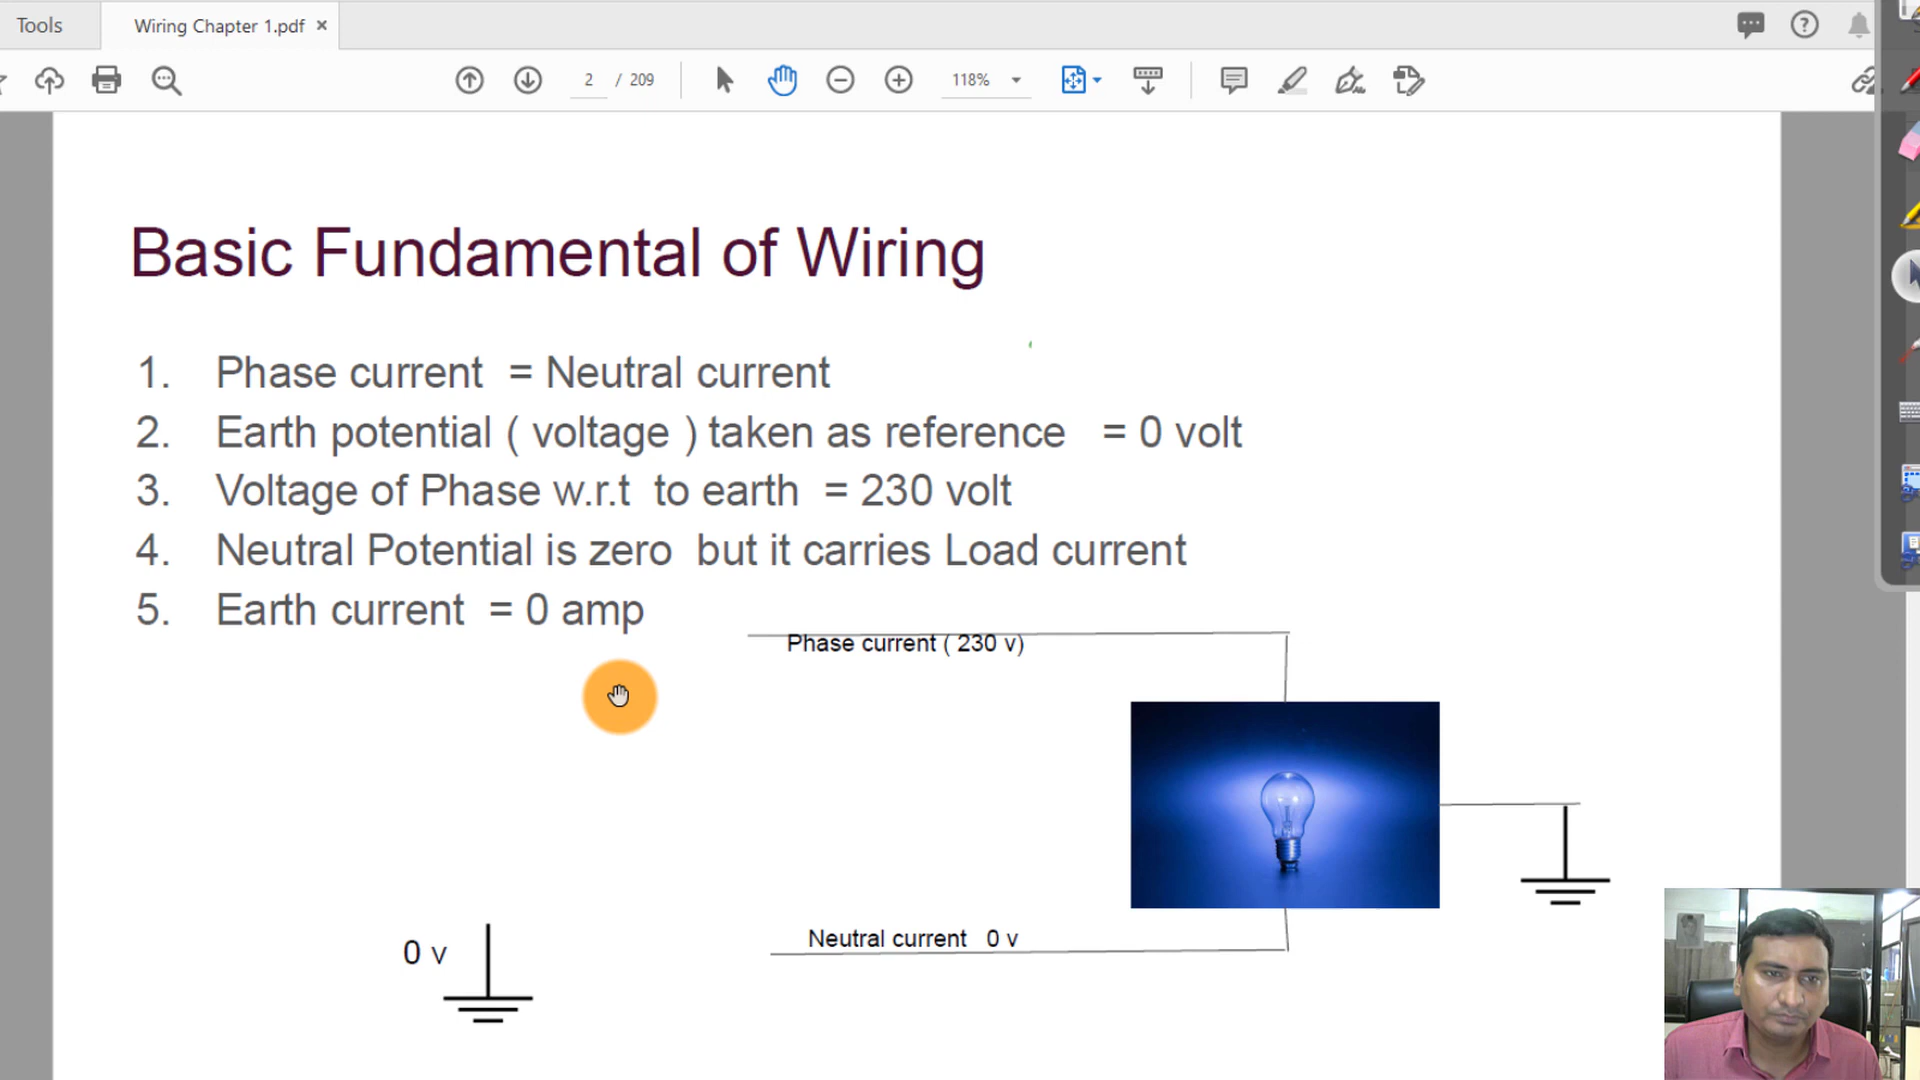 Tools
Wiring Chapter 1.pdf
2 / 209
118%
Basic Fundamental of Wiring
1. Phase current = Neutral current
2. Earth potential ( voltage ) taken as reference = 0 volt
3. Voltage of Phase w.r.t to earth = 230 volt
4. Neutral Potential is zero but it carries Load current
5. Earth current = 0 amp
Phase current ( 230 v)
Neutral current 0 v
0 v